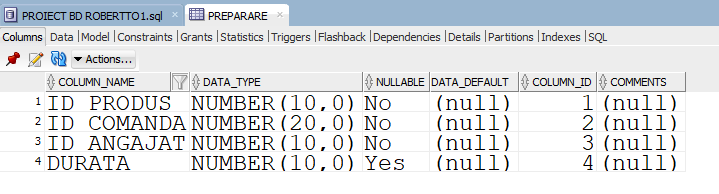 PROIECT BD ROBERTTO1.sql PREPARARE
Columns Data Model Constraints Grants Statistics Triggers Flashback Dependencies Details Partitions Indexes SQL
Actions...
COLUMN_NAME DATA_TYPE NULLABLE DATA_DEFAULT COLUMN_ID COMMENTS
1 ID_PRODUS NUMBER(10,0) No (null) 1 (null)
2 ID_COMANDA NUMBER(20,0) No (null) 2 (null)
3 ID_ANGAJAT NUMBER(10,0) No (null) 3 (null)
4 DURATA NUMBER(10,0) Yes (null) 4 (null)